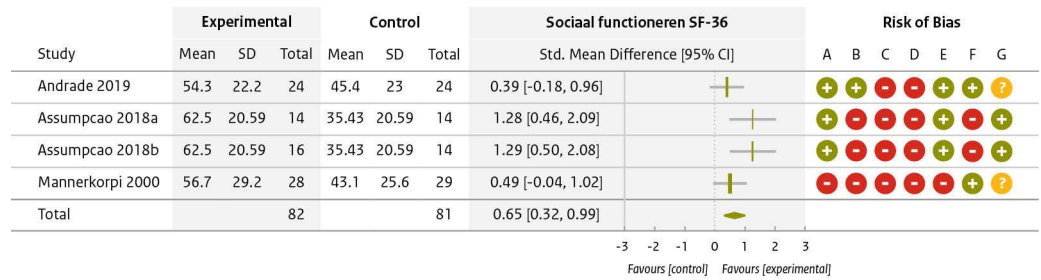 Experimental Control Sociaal functioneren SF-36 Risk of Bias
Study Mean SD Total Mean SD Total Std. Mean Difference [95% CI] A B C D E F G
Andrade 2019 54.3 22.2 24 45.4 23 24 0.39 [-0.18, 0.96] + + - - + + ?
Assumpcao 2018a 62.5 20.59 14 35.43 20.59 14 1.28 [0.46, 2.09] + - - - + - +
Assumpcao 2018b 62.5 20.59 16 35.43 20.59 14 1.29 [0.50, 2.08] + - - - + - +
Mannerkorpi 2000 56.7 29.2 28 43.1 25.6 29 0.49 [-0.04, 1.02] - - - - - + ?
Total 82 81 0.65 [0.32, 0.99]
-3 -2 -1 0 1 2 3
Favours [control] Favours [experimental]